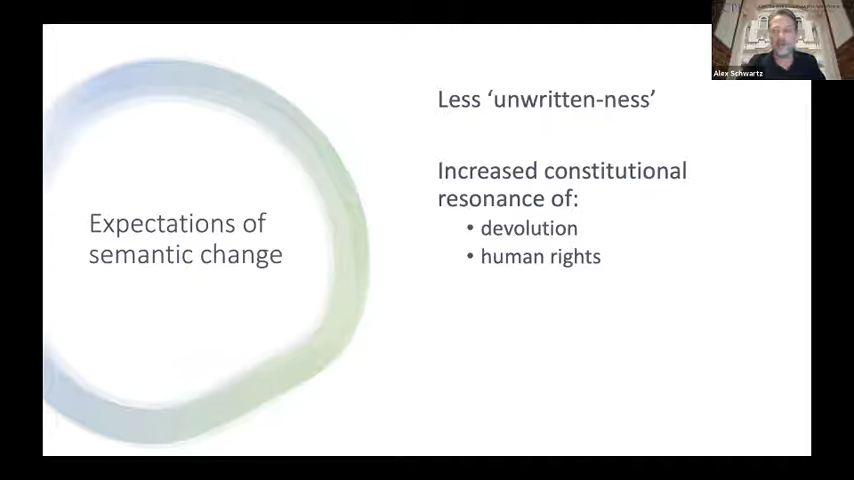 Alex Schwartz
Less ‘unwritten-ness’
Increased constitutional
resonance of:
• devolution
• human rights
Expectations of
semantic change